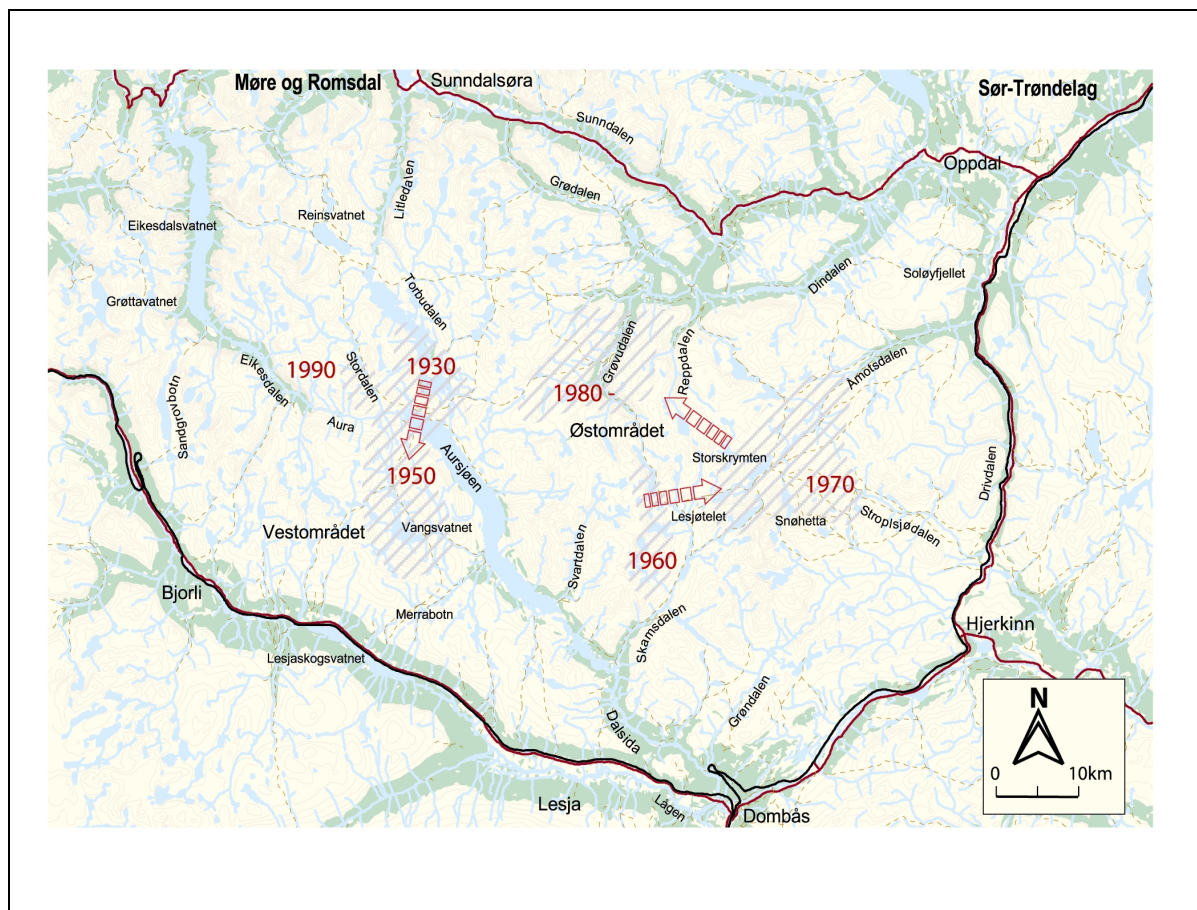 Møre og Romsdal
Sunndalsøra
Sør-Trøndelag
Sunndalen
Oppdal
Litledalen
Grødalen
Reinsvatnet
Eikesdalsvatnet
Dindalen
Soløyfjellet
Grøttavatnet
Torbudalen
Grøvudalen
Reppdalen
Åmotsdalen
Eikesdalen
1990
Stordalen
1930
1980 -
Sandgrovbotn
Aura
Østområdet
Storskrymten
Aursjøen
1950
1970
Drivdalen
Lesjøtelet
Snøhetta
Stroplsjødalen
Vestområdet
Vangsvatnet
Svartdalen
1960
Bjorli
Merrabotn
Skamsdalen
Hjerkinn
Lesjaskogsvatnet
Grøndalen
N
Dalsida
0 10km
Lesja
Lågen
Dombås